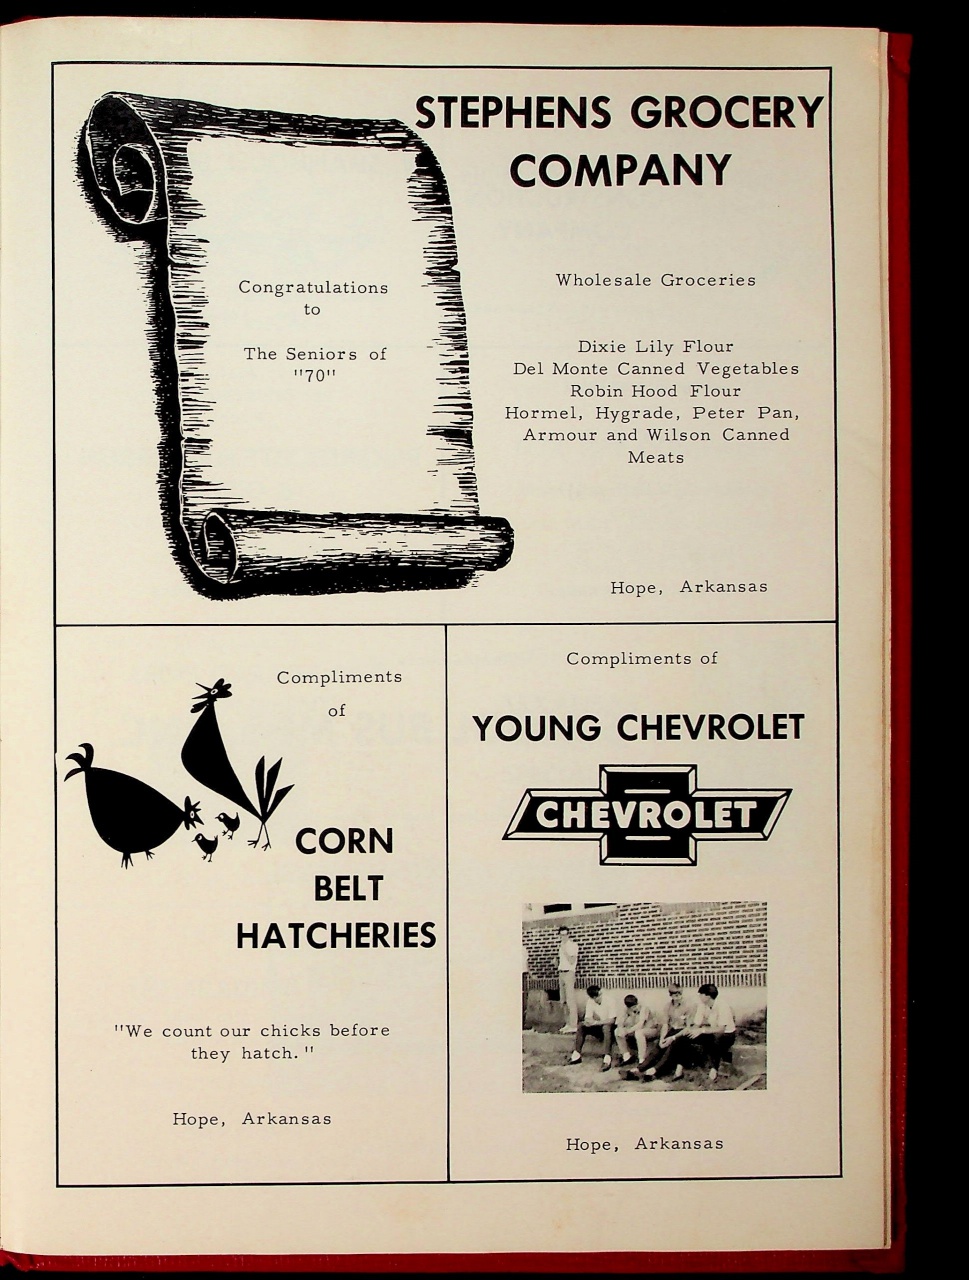 STEPHENS GROCERY
COMPANY
Congratulations
to
The Seniors of
"70"
Wholesale Groceries
Dixie Lily Flour
Del Monte Canned Vegetables
Robin Hood Flour
Hormel, Hygrade, Peter Pan,
Armour and Wilson Canned
Meats
Hope, Arkansas
Compliments
of
CORN
BELT
HATCHERIES
"We count our chicks before
they hatch."
Hope, Arkansas
Compliments of
YOUNG CHEVROLET
CHEVROLET
Hope, Arkansas